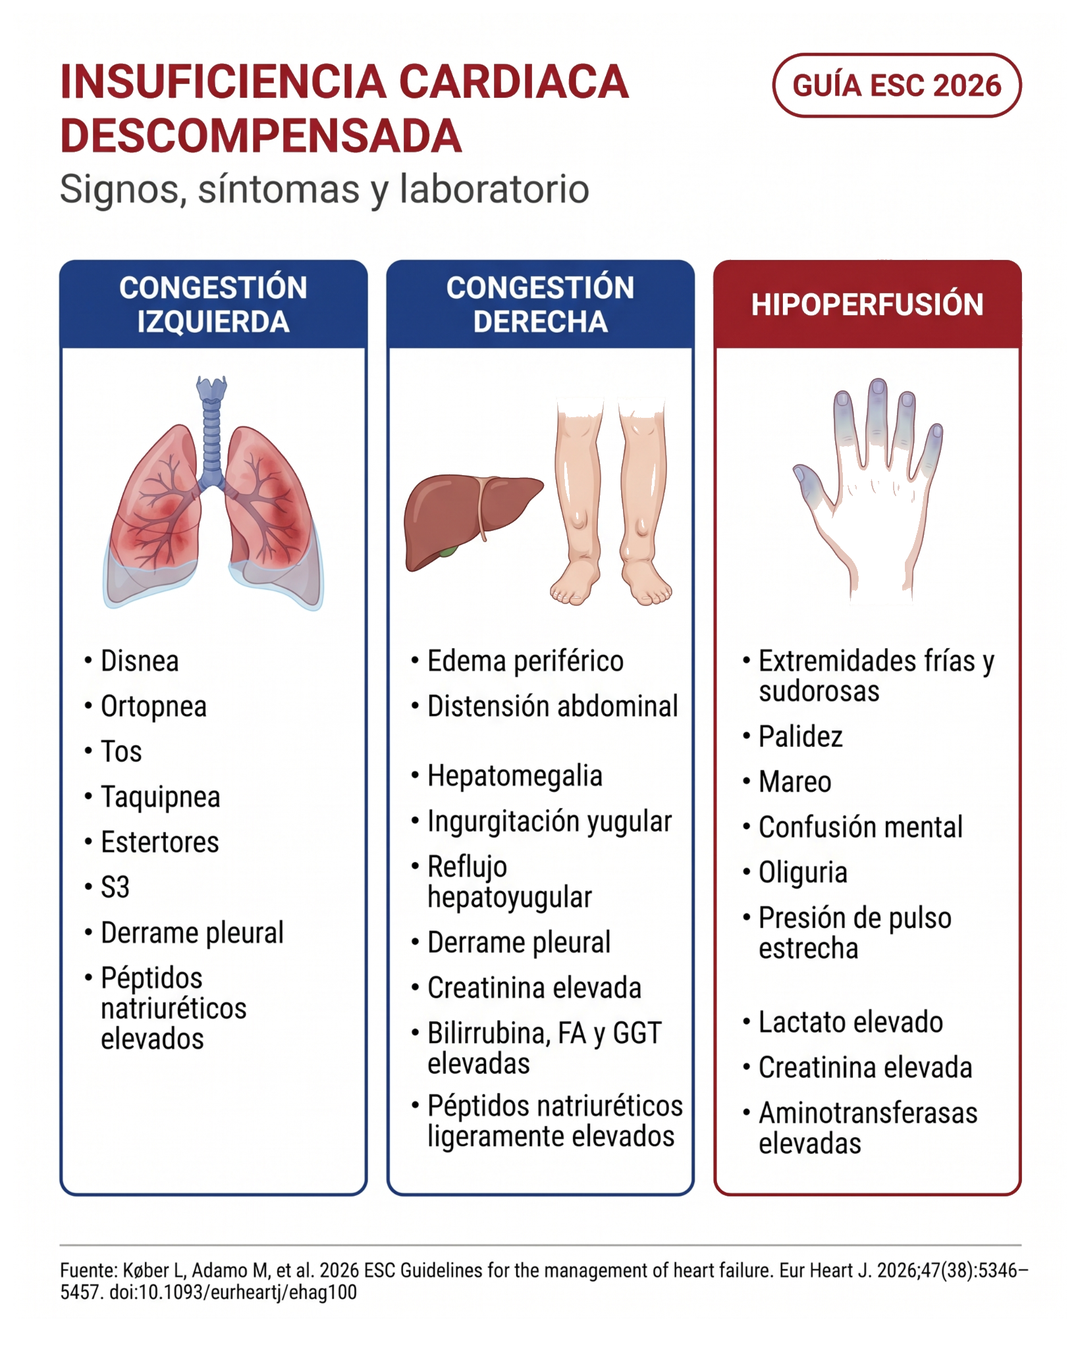 INSUFICIENCIA CARDIACA
DESCOMPENSADA
Signos, síntomas y laboratorio
GUÍA ESC 2026
CONGESTIÓN
IZQUIERDA
• Disnea
• Ortopnea
• Tos
• Taquipnea
• Estertores
• S3
• Derrame pleural
• Péptidos
natriuréticos
elevados
CONGESTIÓN
DERECHA
• Edema periférico
• Distensión abdominal
• Hepatomegalia
• Ingurgitación yugular
• Reflujo
hepatoyugular
• Derrame pleural
• Creatinina elevada
• Bilirrubina, FA y GGT
elevadas
• Péptidos natriuréticos
ligeramente elevados
HIPOPERFUSIÓN
• Extremidades frías y
sudorosas
• Palidez
• Mareo
• Confusión mental
• Oliguria
• Presión de pulso
estrecha
• Lactato elevado
• Creatinina elevada
• Aminotransferasas
elevadas
Fuente: Køber L, Adamo M, et al. 2026 ESC Guidelines for the management of heart failure. Eur Heart J. 2026;47(38):5346–
5457. doi:10.1093/eurheartj/ehag100